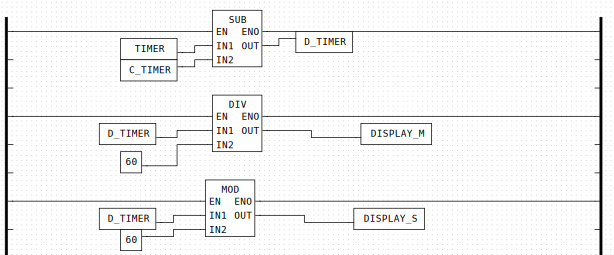 SUB
EN ENO
TIMER IN1 OUT D_TIMER
C_TIMER IN2
DIV
EN ENO
D_TIMER IN1 OUT DISPLAY_M
60 IN2
MOD
EN ENO
D_TIMER IN1 OUT DISPLAY_S
60 IN2